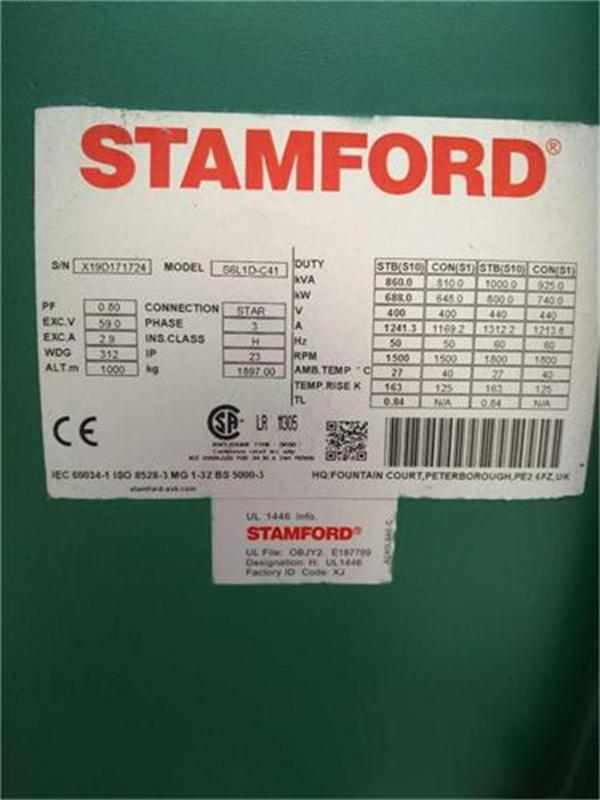 STAMFORD®
S/N X19D171724 MODEL S6L1D-C41
PF 0.80 CONNECTION STAR
EXC.V 59.0 PHASE 3
EXC.A 2.9 INS.CLASS H
WDG 312 IP 23
ALT.m 1000 kg 1897.00
DUTY STB(S10) CON(S1) STB(S10) CON(S1)
kVA 860.0 810.0 1000.0 925.0
kW 688.0 648.0 800.0 740.0
V 400 400 440 440
A 1241.3 1169.2 1312.2 1213.8
Hz 50 50 60 60
RPM 1500 1500 1800 1800
AMB.TEMP °C 27 40 27 40
TEMP.RISE K 163 125 163 125
TL 0.84 N/A 0.84 N/A
CE
SA LR 11305
IEC 60034-1 ISO 8528-3 MG 1-32 BS 5000-3
stamford-avk.com
HQ:FOUNTAIN COURT,PETERBOROUGH,PE2 6FZ,UK
UL 1446 Info.
STAMFORD®
UL File: OBJY2. E187789
Designation: H: UL1446
Factory ID Code: XJ